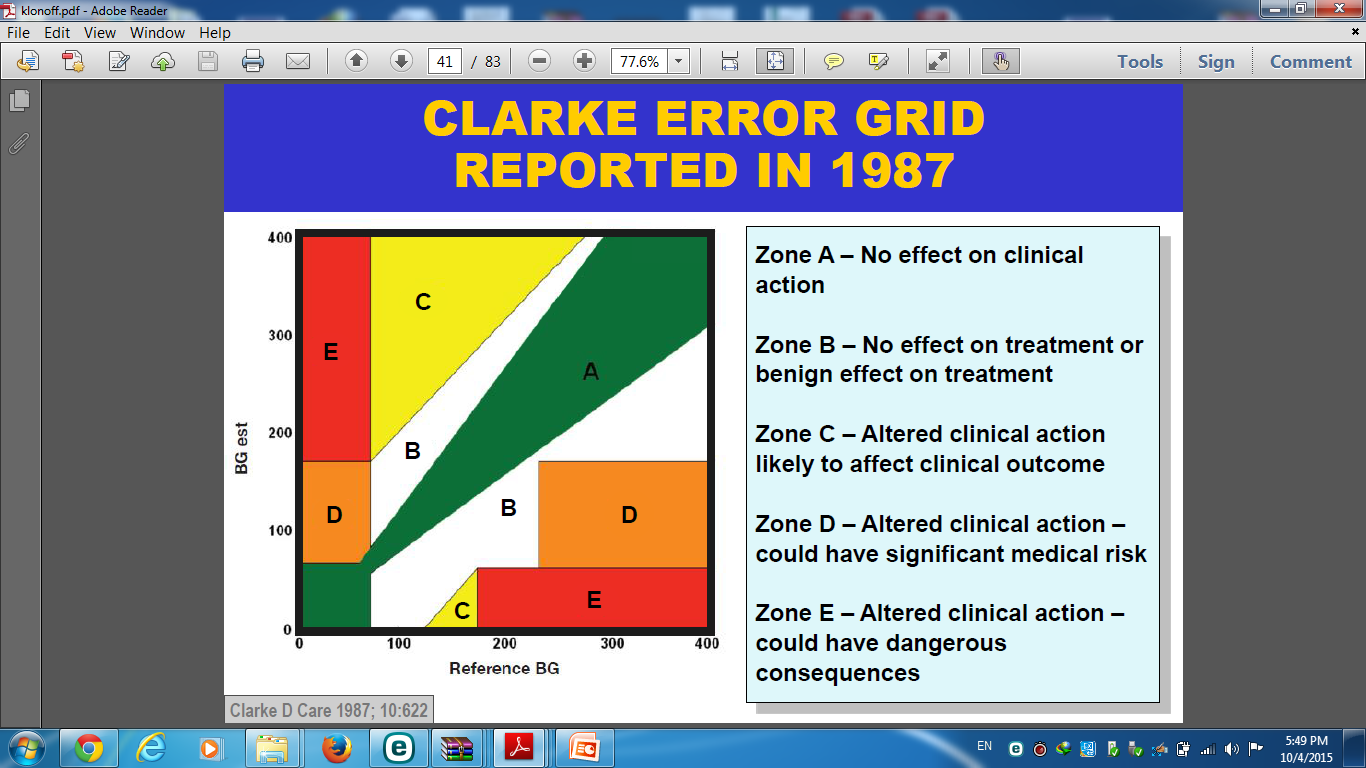 klonoff.pdf - Adobe Reader
File Edit View Window Help
41 / 83 77.6% Tools Sign Comment
CLARKE ERROR GRID
REPORTED IN 1987
400
300
200
100
0
BG est
E
C
A
B
D
B
D
C
E
0 100 200 300 400
Reference BG
Zone A – No effect on clinical
action
Zone B – No effect on treatment or
benign effect on treatment
Zone C – Altered clinical action
likely to affect clinical outcome
Zone D – Altered clinical action –
could have significant medical risk
Zone E – Altered clinical action –
could have dangerous
consequences
Clarke D Care 1987; 10:622
EN
5:49 PM
10/4/2015